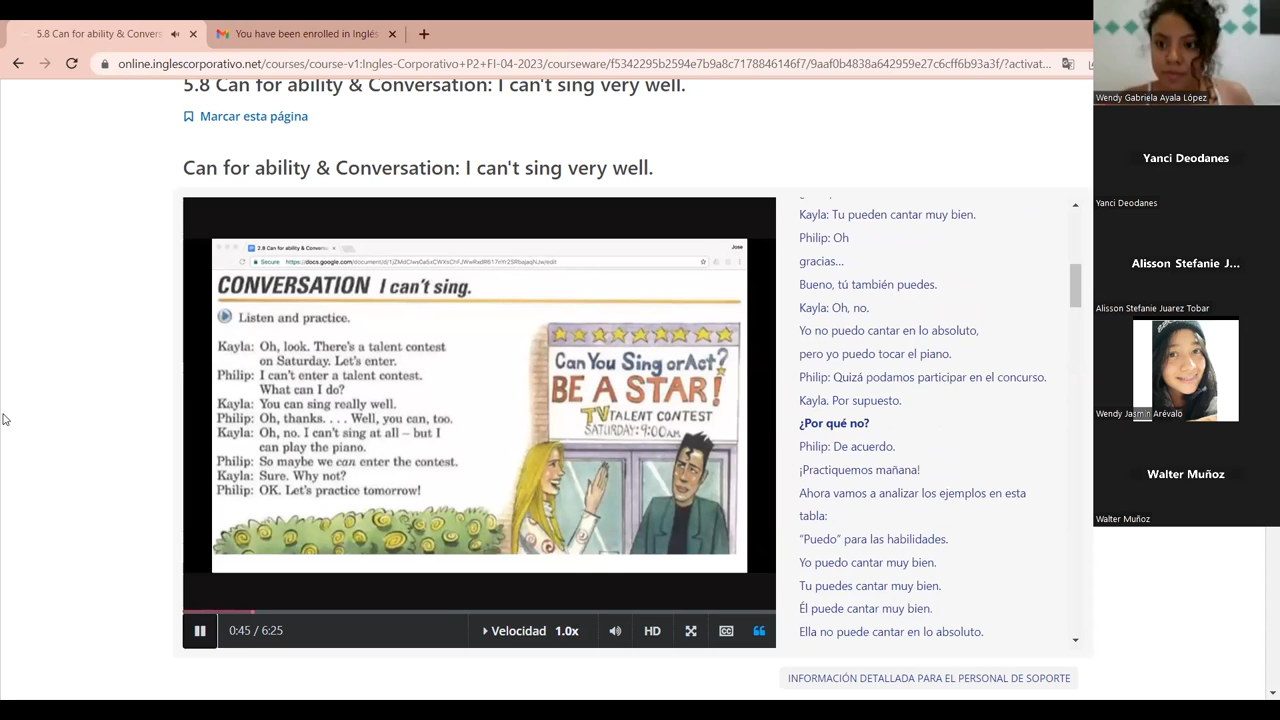 5.8 Can for ability & Convers
You have been enrolled in Inglés
online.inglescorporativo.net/courses/course-v1:Ingles-Corporativo+P2+FI-04-2023/courseware/f5342295b2594e7b9a8c7178846146f7/9aaf0b4838a642959e27c6cff6b93a3f/?activat...
5.8 Can for ability & Conversation: I can't sing very well.
Marcar esta página
Can for ability & Conversation: I can't sing very well.
2.8 Can for ability & Convers
Jose
Secure
CONVERSATION I can't sing.
Listen and practice.
Kayla: Oh, look. There's a talent contest
on Saturday. Let's enter.
Philip: I can't enter a talent contest.
What can I do?
Kayla: You can sing really well.
Philip: Oh, thanks. . . . Well, you can, too.
Kayla: Oh, no. I can't sing at all – but I
can play the piano.
Philip: So maybe we can enter the contest.
Kayla: Sure. Why not?
Philip: OK. Let's practice tomorrow!
Can You Sing or Act?
BE A STAR!
TV TALENT CONTEST
SATURDAY: 9:00AM
0:45 / 6:25
Velocidad 1.0x
HD
CC
Kayla: Tu pueden cantar muy bien.
Philip: Oh
gracias...
Bueno, tú también puedes.
Kayla: Oh, no.
Yo no puedo cantar en lo absoluto,
pero yo puedo tocar el piano.
Philip: Quizá podamos participar en el concurso.
Kayla. Por supuesto.
¿Por qué no?
Philip: De acuerdo.
¡Practiquemos mañana!
Ahora vamos a analizar los ejemplos en esta
tabla:
“Puedo” para las habilidades.
Yo puedo cantar muy bien.
Tu puedes cantar muy bien.
Él puede cantar muy bien.
Ella no puede cantar en lo absoluto.
INFORMACIÓN DETALLADA PARA EL PERSONAL DE SOPORTE
Wendy Gabriela Ayala López
Yanci Deodanes
Yanci Deodanes
Alisson Stefanie J...
Alisson Stefanie Juarez Tobar
Wendy Jasmin Arévalo
Walter Muñoz
Walter Muñoz